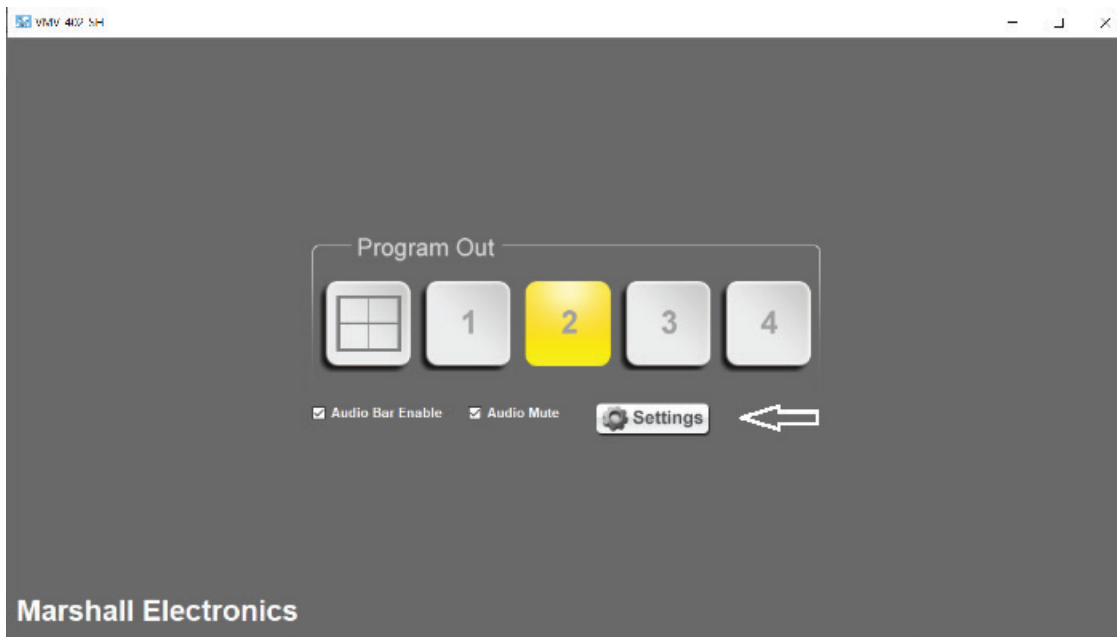 VMV-402-SH
Program Out
1 2 3 4
Audio Bar Enable Audio Mute Settings
Marshall Electronics